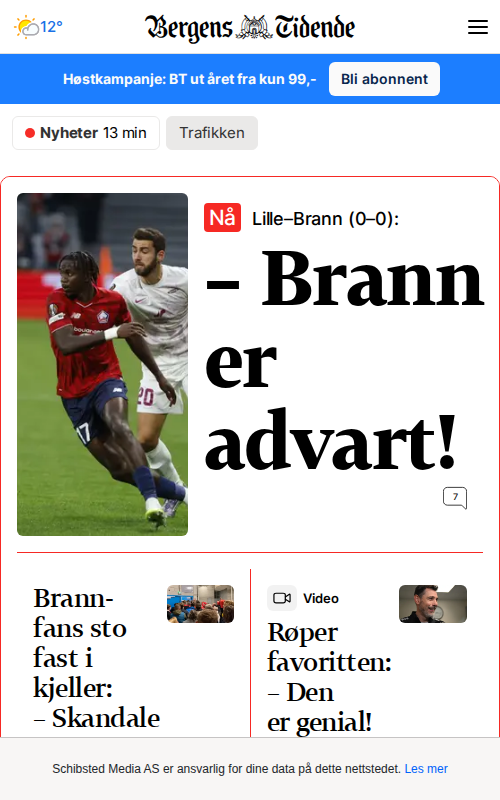 12°
Bergens Tidende
Høstkampanje: BT ut året fra kun 99,-
Bli abonnent
Nyheter 13 min
Trafikken
Nå Lille–Brann (0–0):
– Brann
er
advart!
7
Brann-
fans sto
fast i
kjeller:
– Skandale
Video
Røper
favoritten:
– Den
er genial!
Schibsted Media AS er ansvarlig for dine data på dette nettstedet. Les mer